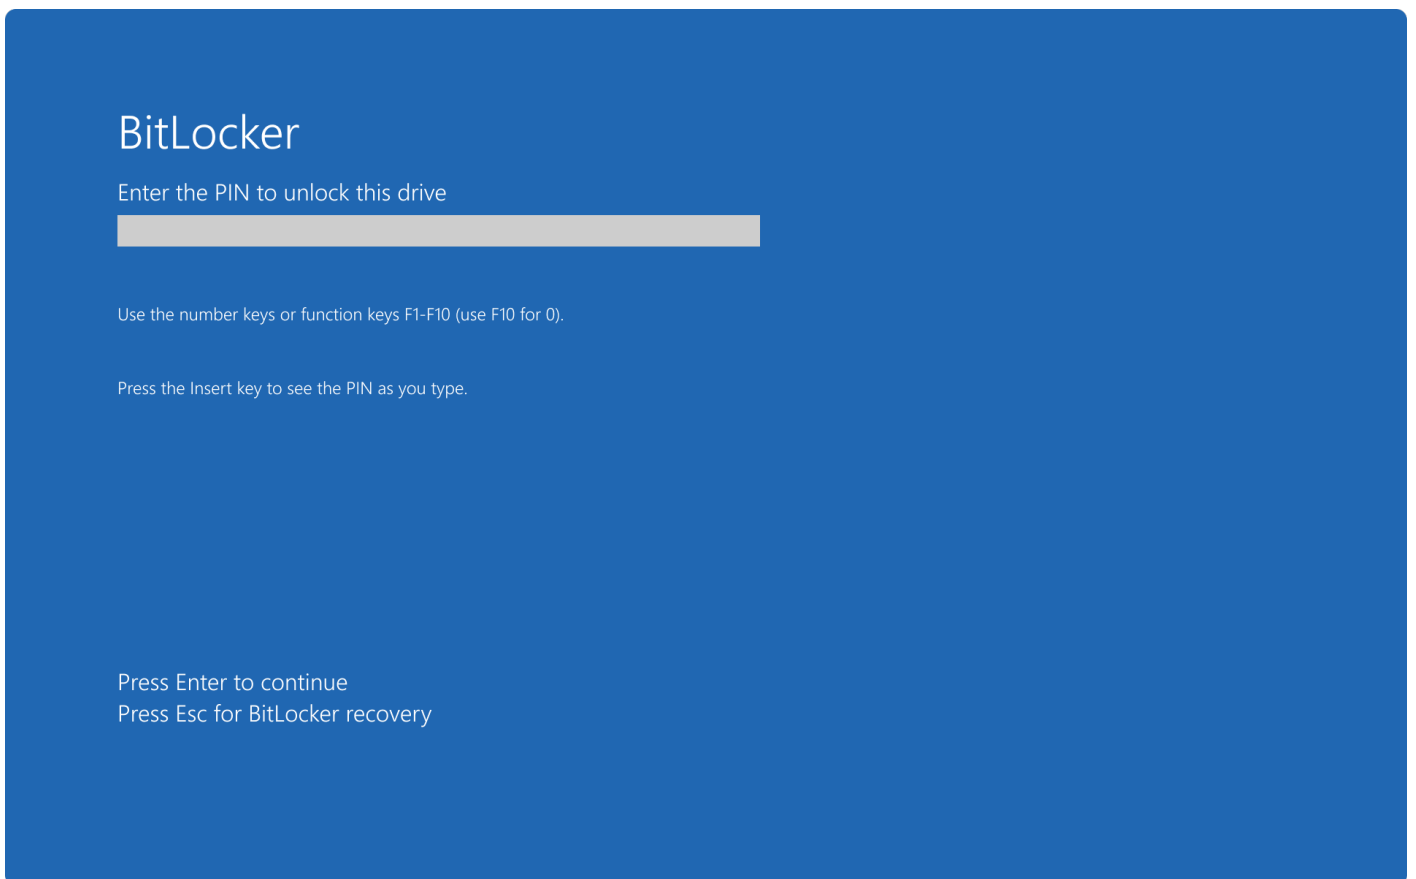 BitLocker
Enter the PIN to unlock this drive
Use the number keys or function keys F1-F10 (use F10 for 0).
Press the Insert key to see the PIN as you type.
Press Enter to continue
Press Esc for BitLocker recovery